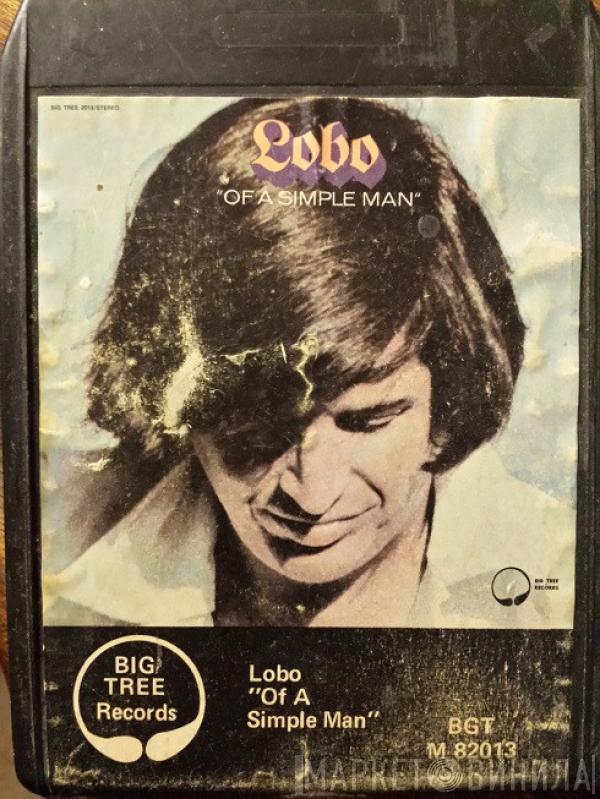 BIG TREE 2013/STEREO
Lobo
"OF A SIMPLE MAN"
BIG TREE
RECORDS
BIG
TREE
Records
Lobo
"Of A
Simple Man"
BGT
M 82013
МАРКЕТ ВИНИЛА